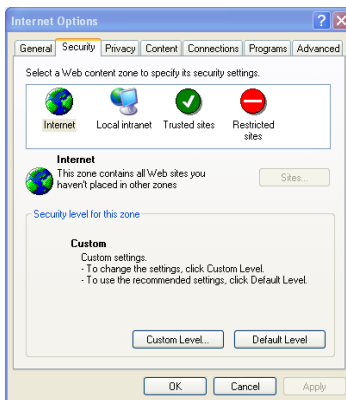 Internet Options
General Security Privacy Content Connections Programs Advanced
Select a Web content zone to specify its security settings.
Internet Local intranet Trusted sites Restricted
sites
Internet
This zone contains all Web sites you
haven't placed in other zones
Sites...
Security level for this zone
Custom
Custom settings.
- To change the settings, click Custom Level.
- To use the recommended settings, click Default Level.
Custom Level... Default Level
OK Cancel Apply